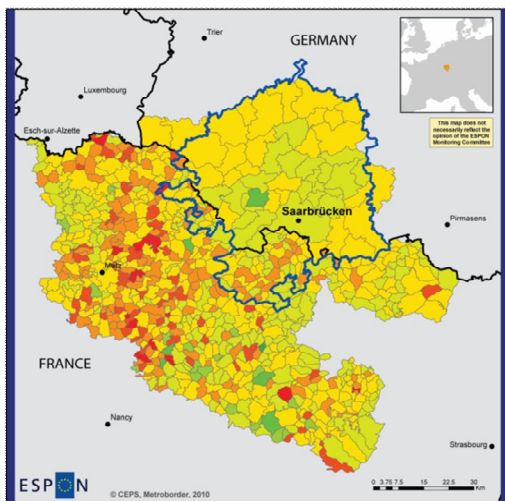 Trier
GERMANY
Luxembourg
Esch-sur-Alzette
This map does not
necessarily reflect the
opinion of the ESPON
Monitoring Committee
Saarbrücken
Pirmasens
Metz
FRANCE
Nancy
Strasbourg
ESPON
© CEPS, Metroborder, 2010
0 3.75 7.5 15 22.5 30
Km